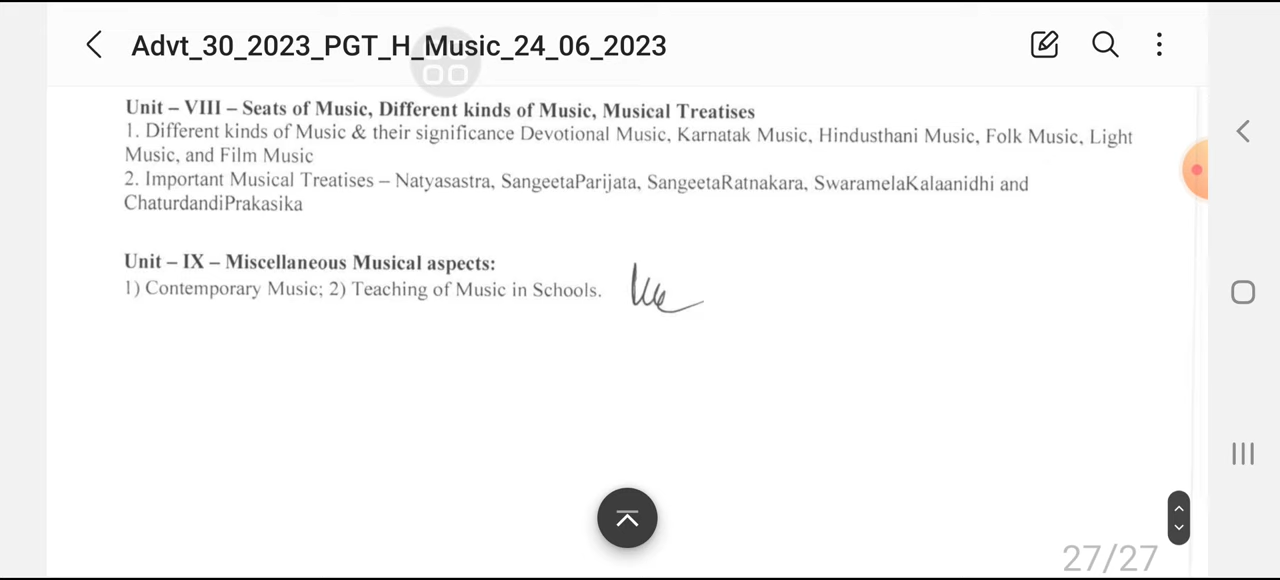 Advt_30_2023_PGT_H_Music_24_06_2023
Unit – VIII – Seats of Music, Different kinds of Music, Musical Treatises
1. Different kinds of Music & their significance Devotional Music, Karnatak Music, Hindusthani Music, Folk Music, Light
Music, and Film Music
2. Important Musical Treatises – Natyasastra, SangeetaParijata, SangeetaRatnakara, SwaramelaKalaanidhi and
ChaturdandiPrakasika
Unit – IX – Miscellaneous Musical aspects:
1) Contemporary Music; 2) Teaching of Music in Schools.
27/27